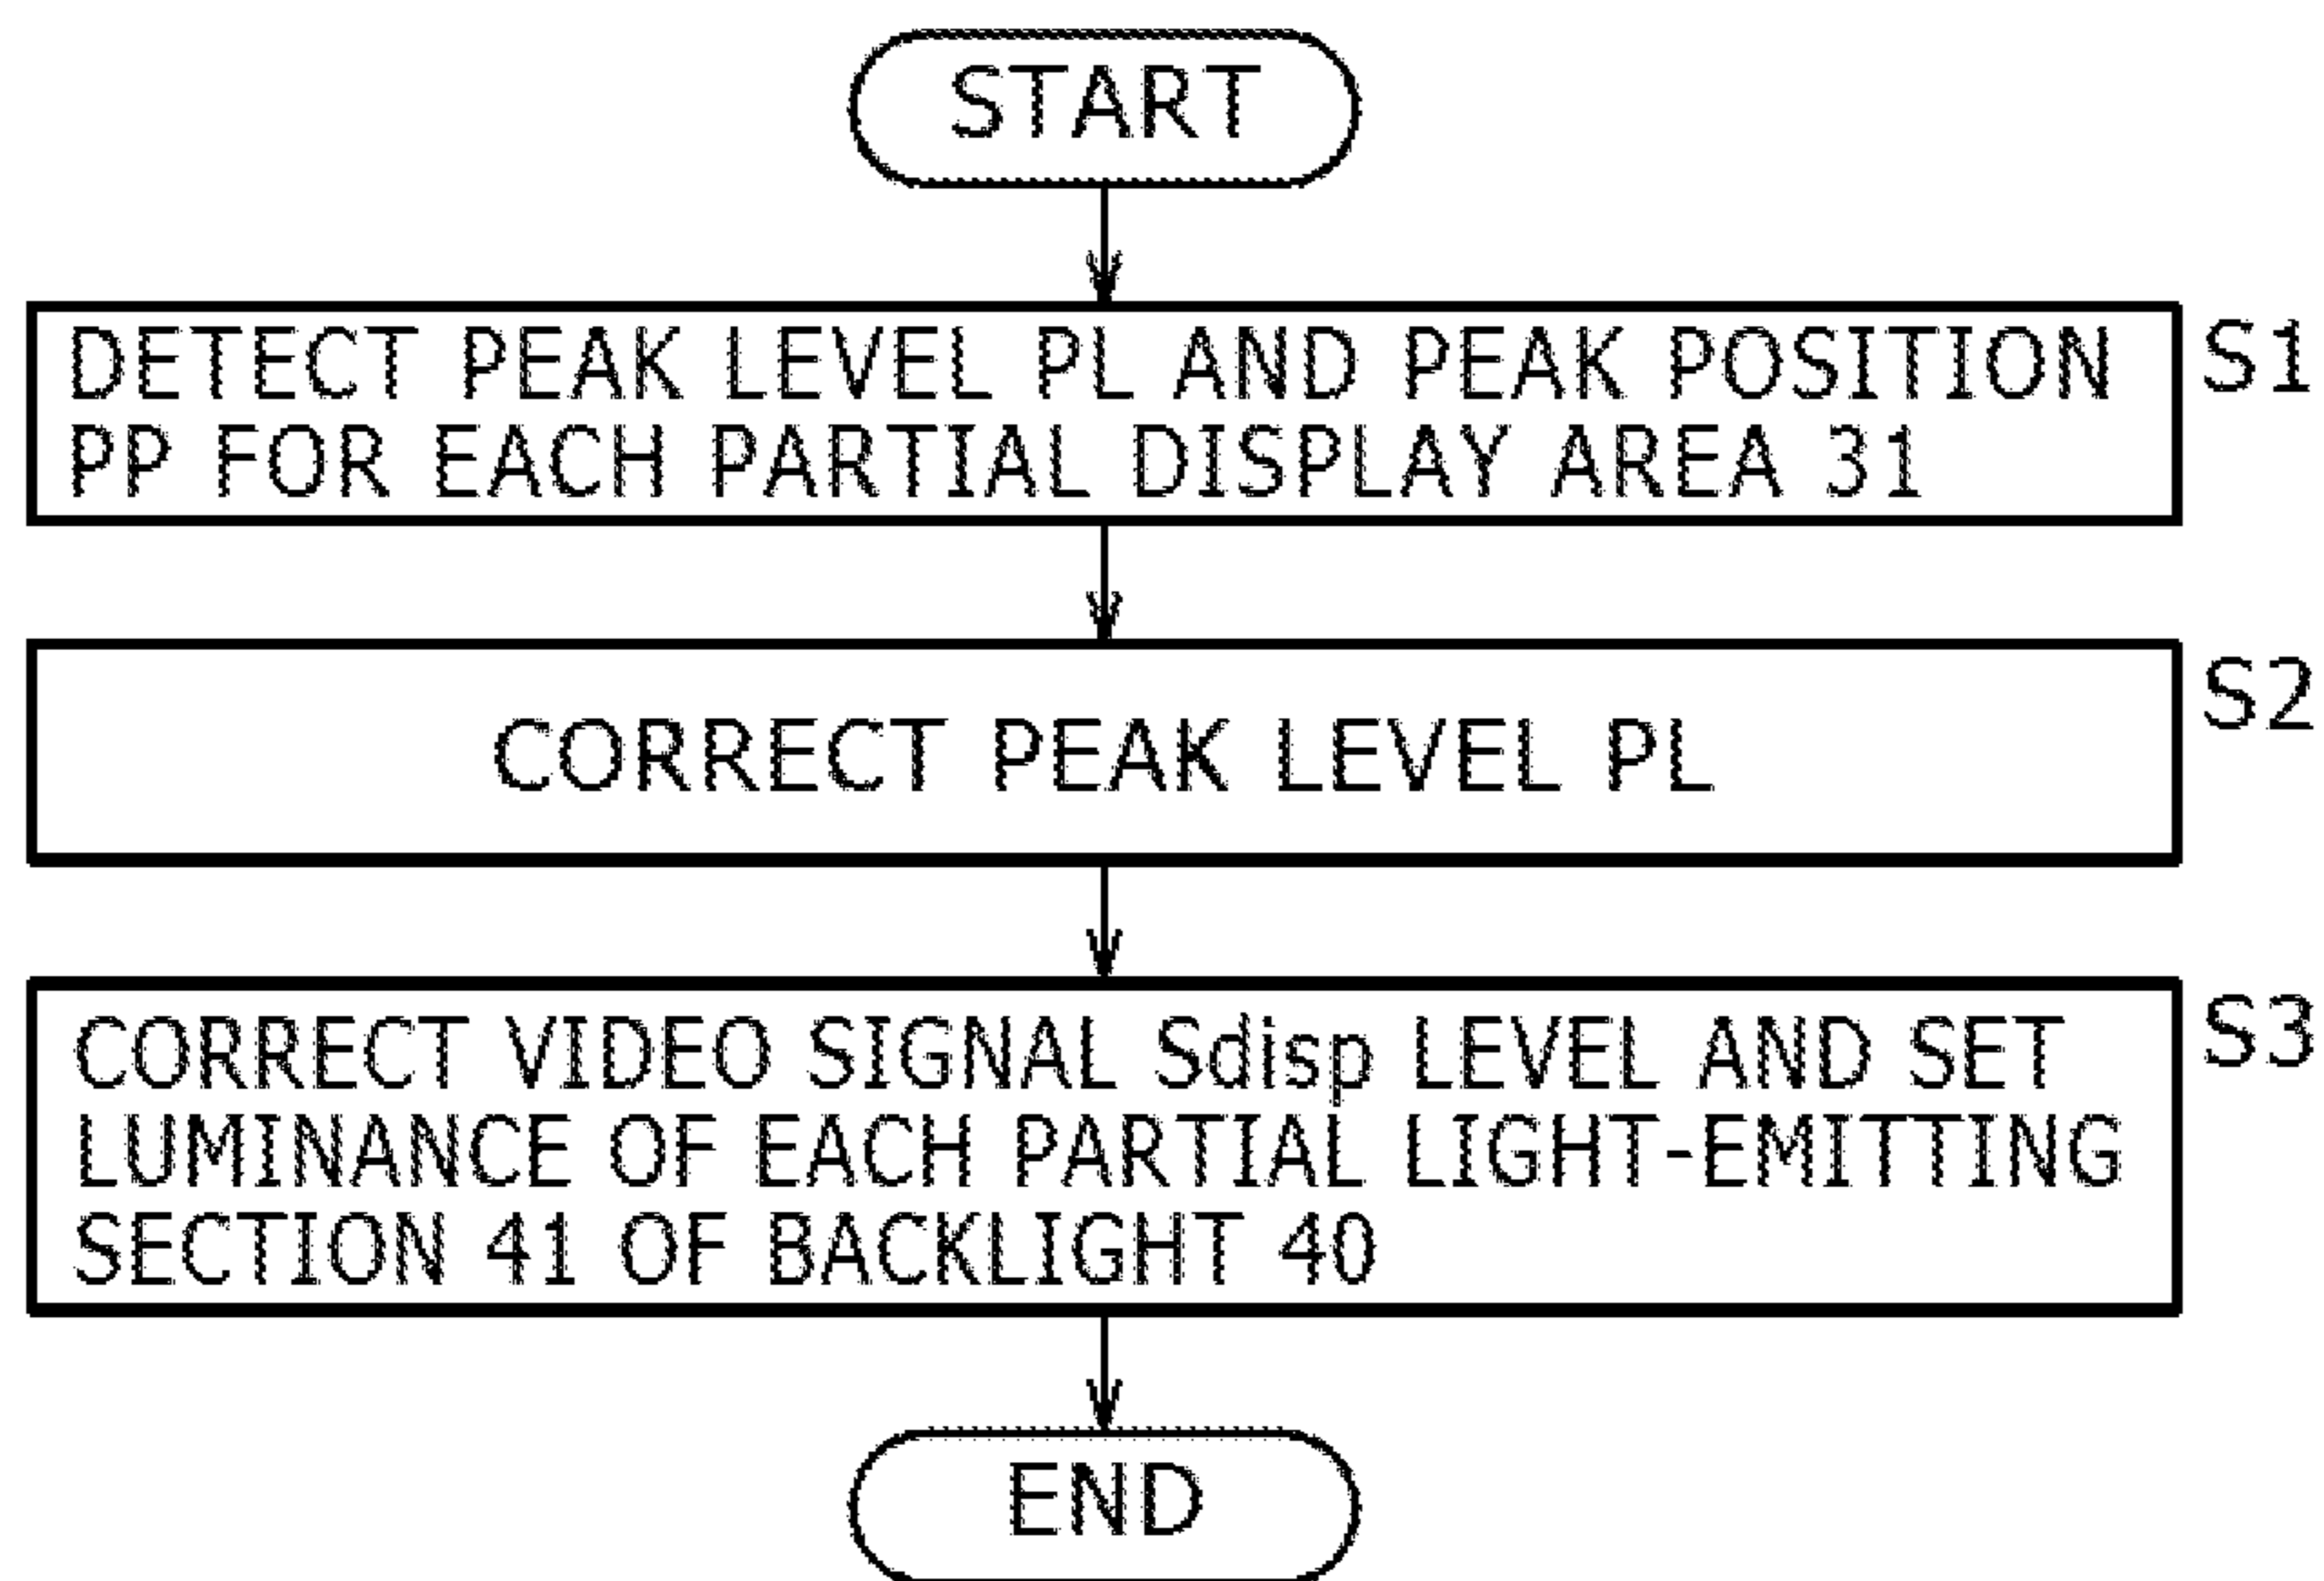 START
DETECT PEAK LEVEL PL AND PEAK POSITION S1
PP FOR EACH PARTIAL DISPLAY AREA 31
S2
CORRECT PEAK LEVEL PL
CORRECT VIDEO SIGNAL Sdisp LEVEL AND SET S3
LUMINANCE OF EACH PARTIAL LIGHT-EMITTING
SECTION 41 OF BACKLIGHT 40
END